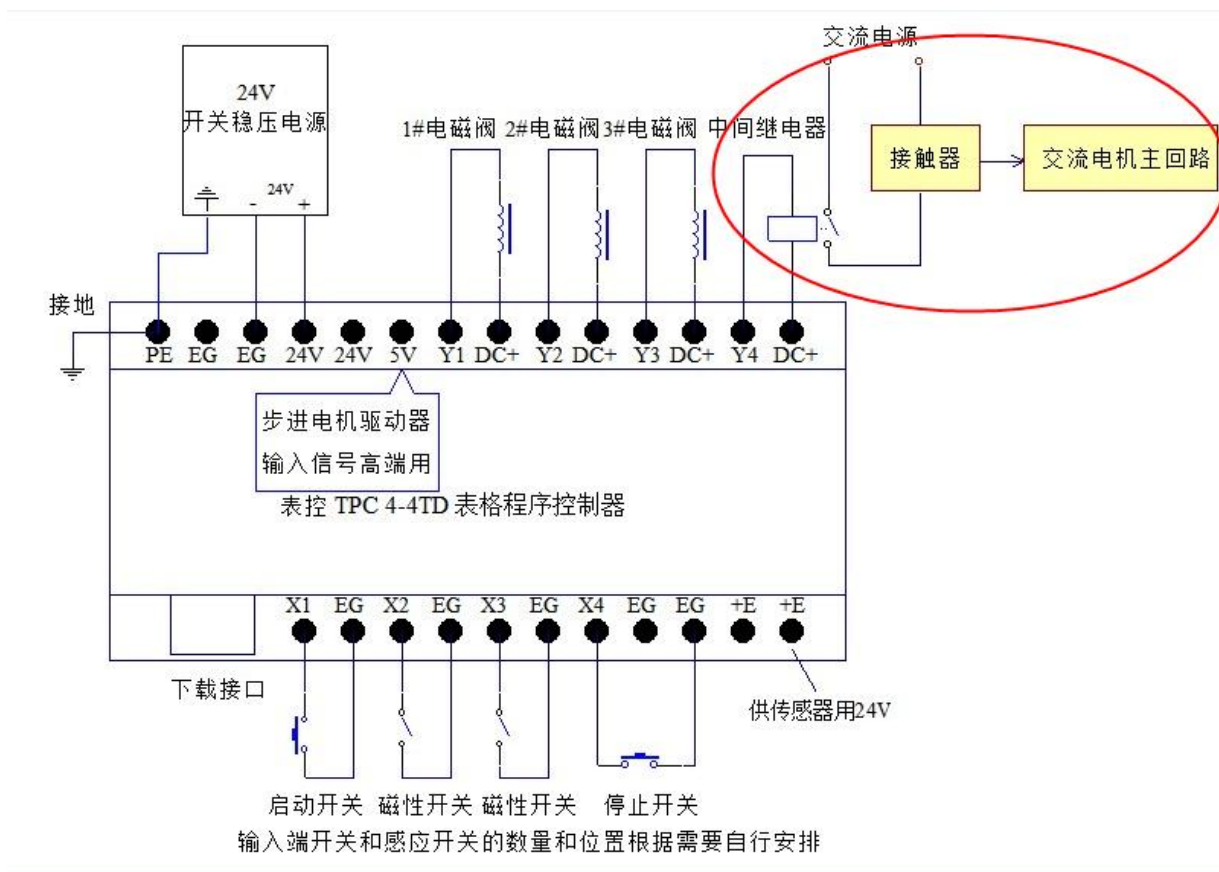 交流电源
24V
开关稳压电源
24V
- +
1#电磁阀 2#电磁阀 3#电磁阀 中间继电器
接触器
交流电机主回路
接地
PE EG EG 24V 24V 5V Y1 DC+ Y2 DC+ Y3 DC+ Y4 DC+
步进电机驱动器
输入信号高端用
表控 TPC 4-4TD 表格程序控制器
X1 EG X2 EG X3 EG X4 EG EG +E +E
下载接口
供传感器用24V
启动开关 磁性开关 磁性开关 停止开关
输入端开关和感应开关的数量和位置根据需要自行安排